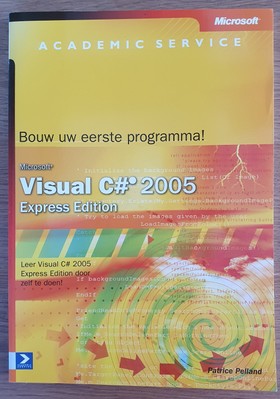 Microsoft
ACADEMIC SERVICE
Bouw uw eerste programma!
Microsoft®
Visual C#® 2005
Express Edition
Leer Visual C# 2005
Express Edition door
zelf te doen!
Patrice Pelland